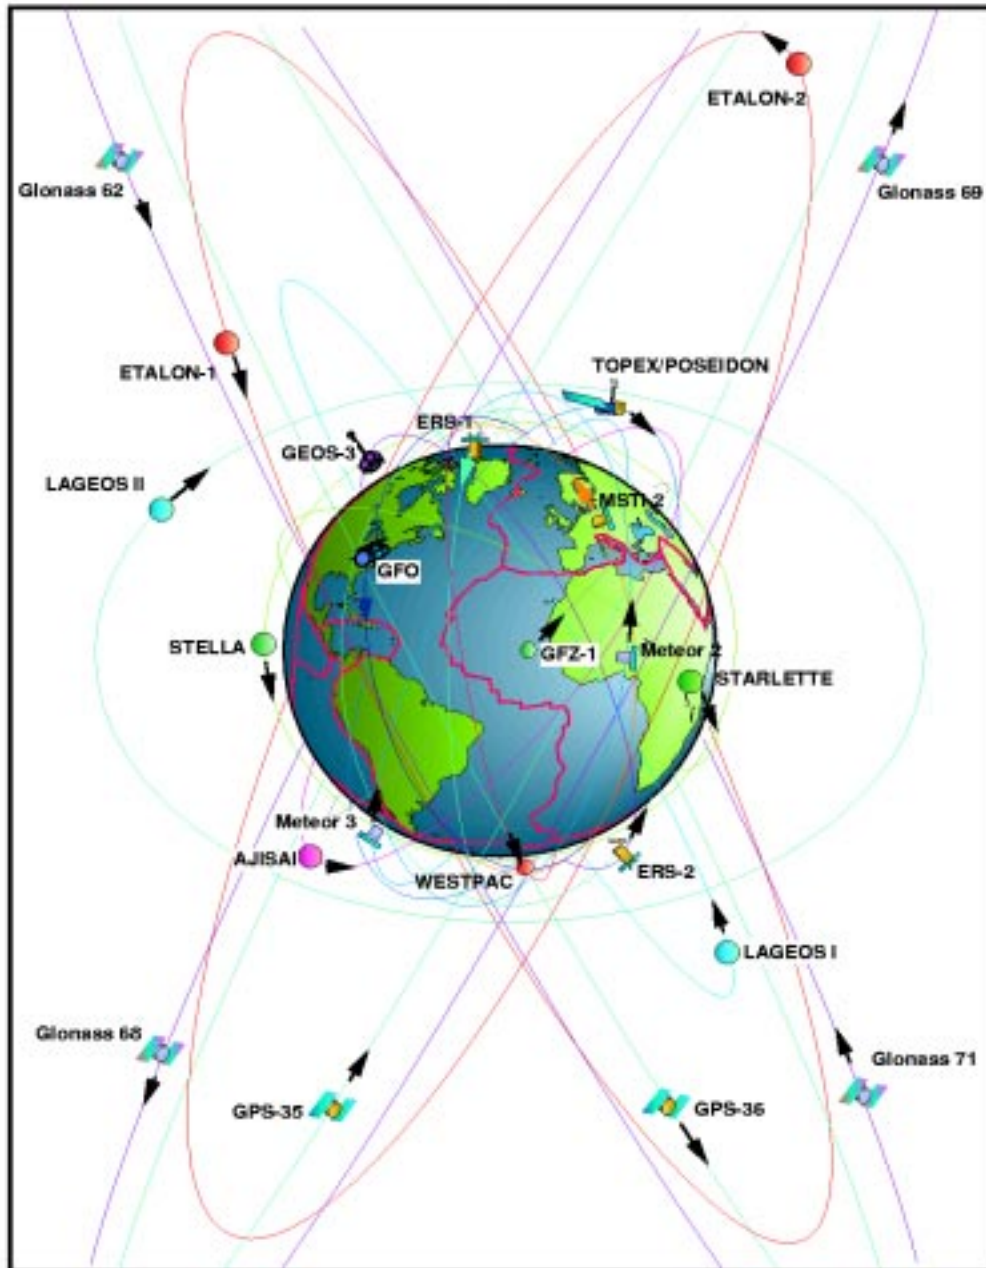 ETALON-2
Glonass 62
Glonass 69
TOPEX/POSEIDON
ETALON-1
ERS-1
GEOS-3
LAGEOS II
MSTI-2
GFO
STELLA
GFZ-1
Meteor 2
STARLETTE
Meteor 3
AJISAI
WESTPAC
ERS-2
LAGEOS I
Glonass 68
Glonass 71
GPS-35
GPS-36